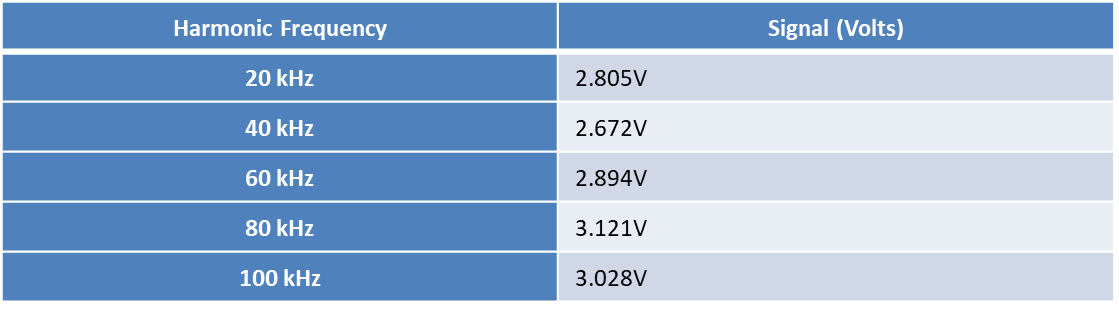 Harmonic Frequency Signal (Volts)
20 kHz 2.805V
40 kHz 2.672V
60 kHz 2.894V
80 kHz 3.121V
100 kHz 3.028V